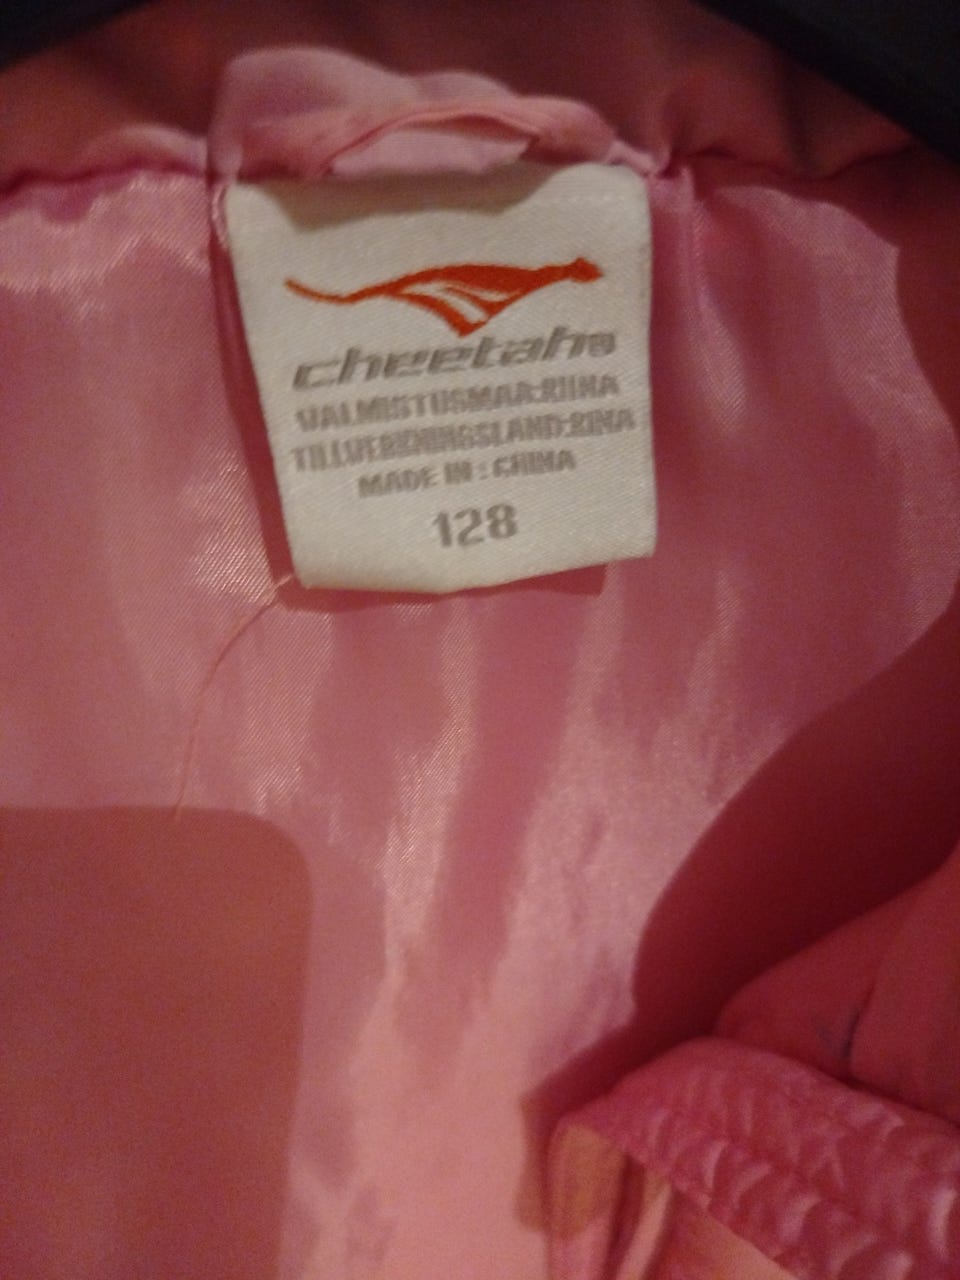 cheetah®
VALMISTUSMAA:KIINA
TILLVERKNINGSLAND:KINA
MADE IN : CHINA
128